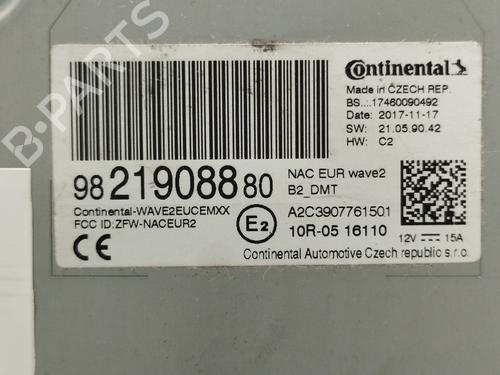 B-PARTS
Continental
Made in CZECH REP.
BS..:.17460090492
Date: 2017-11-17
SW: 21.05.90.42
HW: C2
98 219088 80
NAC EUR wave2
B2_DMT
Continental-WAVE2EUCEMXX
FCC ID:ZFW-NACEUR2
CE
E2
A2C3907761501
10R-05 16110
12V 15A
Continental Automotive Czech republic s.r.o.